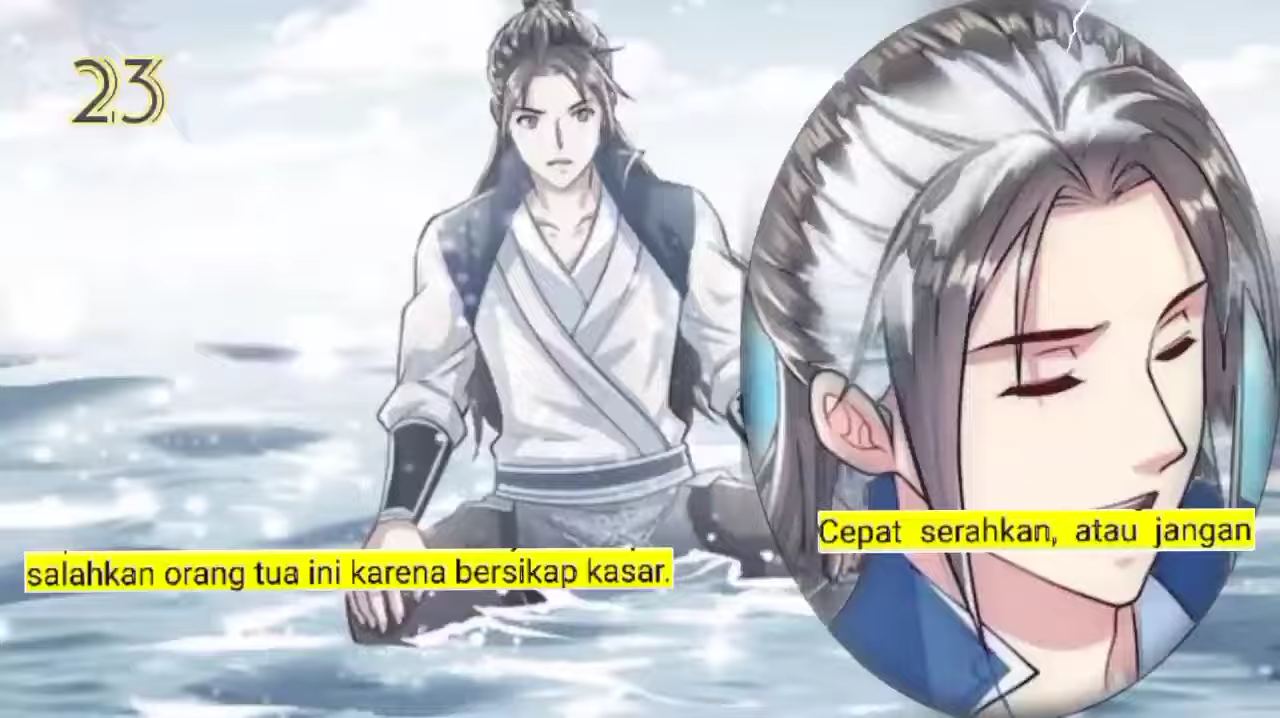 23
Cepat serahkan, atau jangan
salahkan orang tua ini karena bersikap kasar.